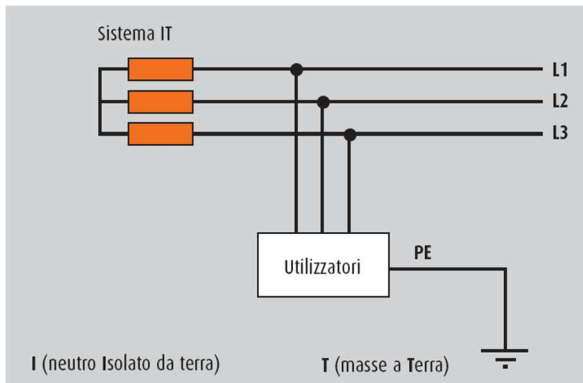 Sistema IT
L1
L2
L3
Utilizzatori
PE
I (neutro Isolato da terra)
T (masse a Terra)